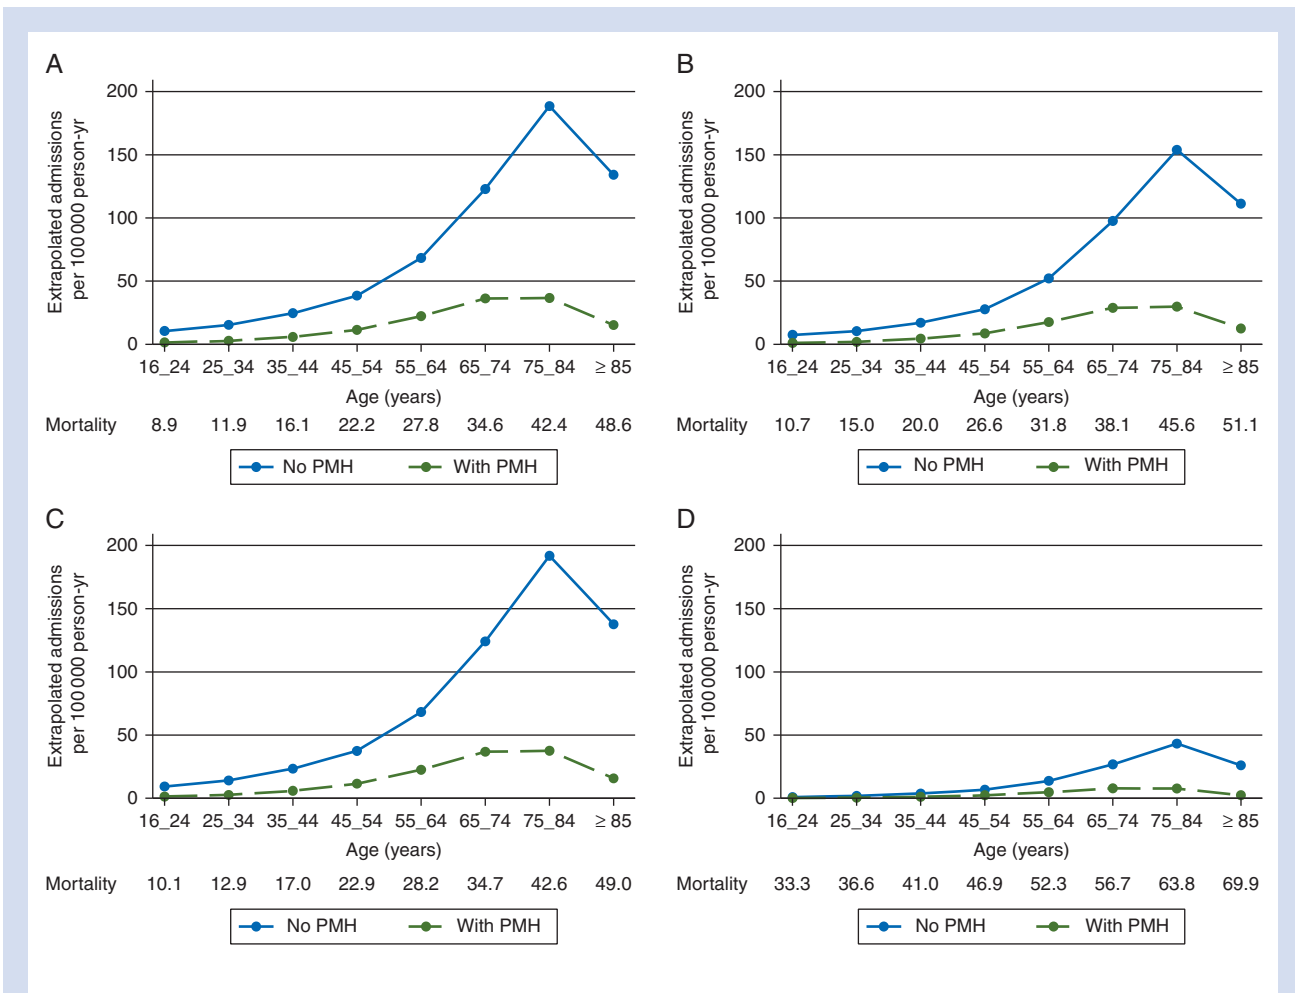 A
Extrapolated admissions
per 100 000 person-yr
200
150
100
50
0
16_24 25_34 35_44 45_54 55_64 65_74 75_84 ≥ 85
Age (years)
Mortality 8.9 11.9 16.1 22.2 27.8 34.6 42.4 48.6
No PMH With PMH
B
Extrapolated admissions
per 100 000 person-yr
200
150
100
50
0
16_24 25_34 35_44 45_54 55_64 65_74 75_84 ≥ 85
Age (years)
Mortality 10.7 15.0 20.0 26.6 31.8 38.1 45.6 51.1
No PMH With PMH
C
Extrapolated admissions
per 100 000 person-yr
200
150
100
50
0
16_24 25_34 35_44 45_54 55_64 65_74 75_84 ≥ 85
Age (years)
Mortality 10.1 12.9 17.0 22.9 28.2 34.7 42.6 49.0
No PMH With PMH
D
Extrapolated admissions
per 100 000 person-yr
200
150
100
50
0
16_24 25_34 35_44 45_54 55_64 65_74 75_84 ≥ 85
Age (years)
Mortality 33.3 36.6 41.0 46.9 52.3 56.7 63.8 69.9
No PMH With PMH